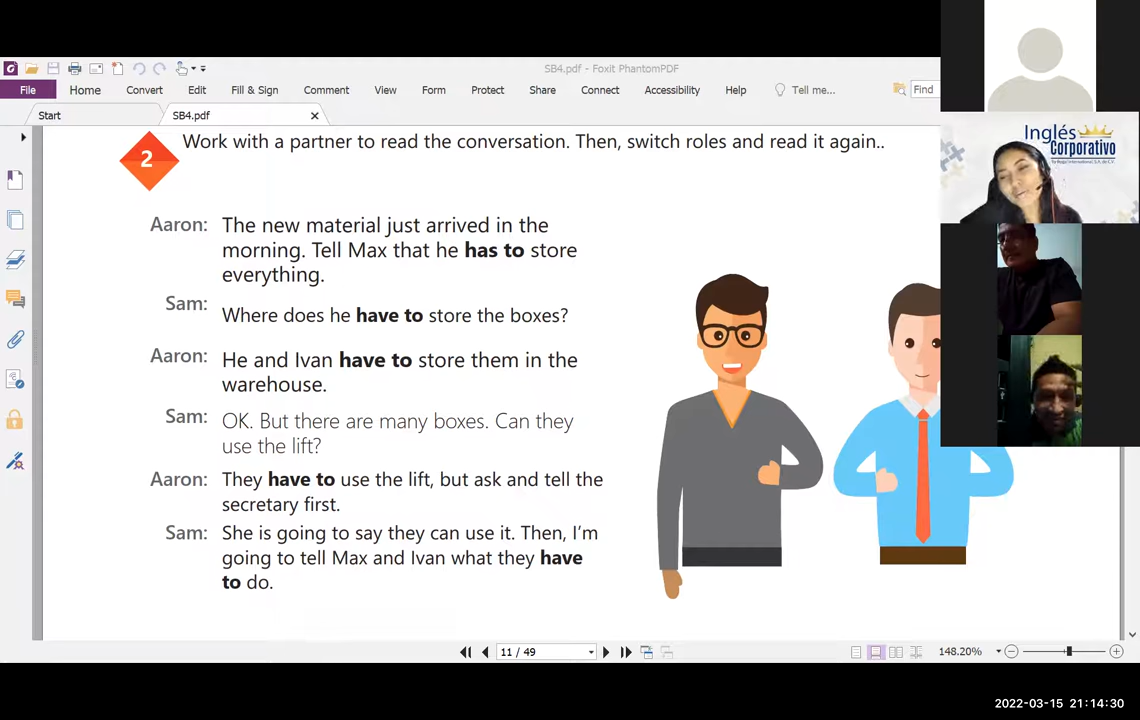 SB4.pdf - Foxit PhantomPDF
File Home Convert Edit Fill & Sign Comment View Form Protect Share Connect Accessibility Help Tell me... Find
Start SB4.pdf
2 Work with a partner to read the conversation. Then, switch roles and read it again..
Aaron: The new material just arrived in the
morning. Tell Max that he has to store
everything.
Sam: Where does he have to store the boxes?
Aaron: He and Ivan have to store them in the
warehouse.
Sam: OK. But there are many boxes. Can they
use the lift?
Aaron: They have to use the lift, but ask and tell the
secretary first.
Sam: She is going to say they can use it. Then, I'm
going to tell Max and Ivan what they have
to do.
Inglés
Corporativo
11 / 49
148.20%
2022-03-15 21:14:30